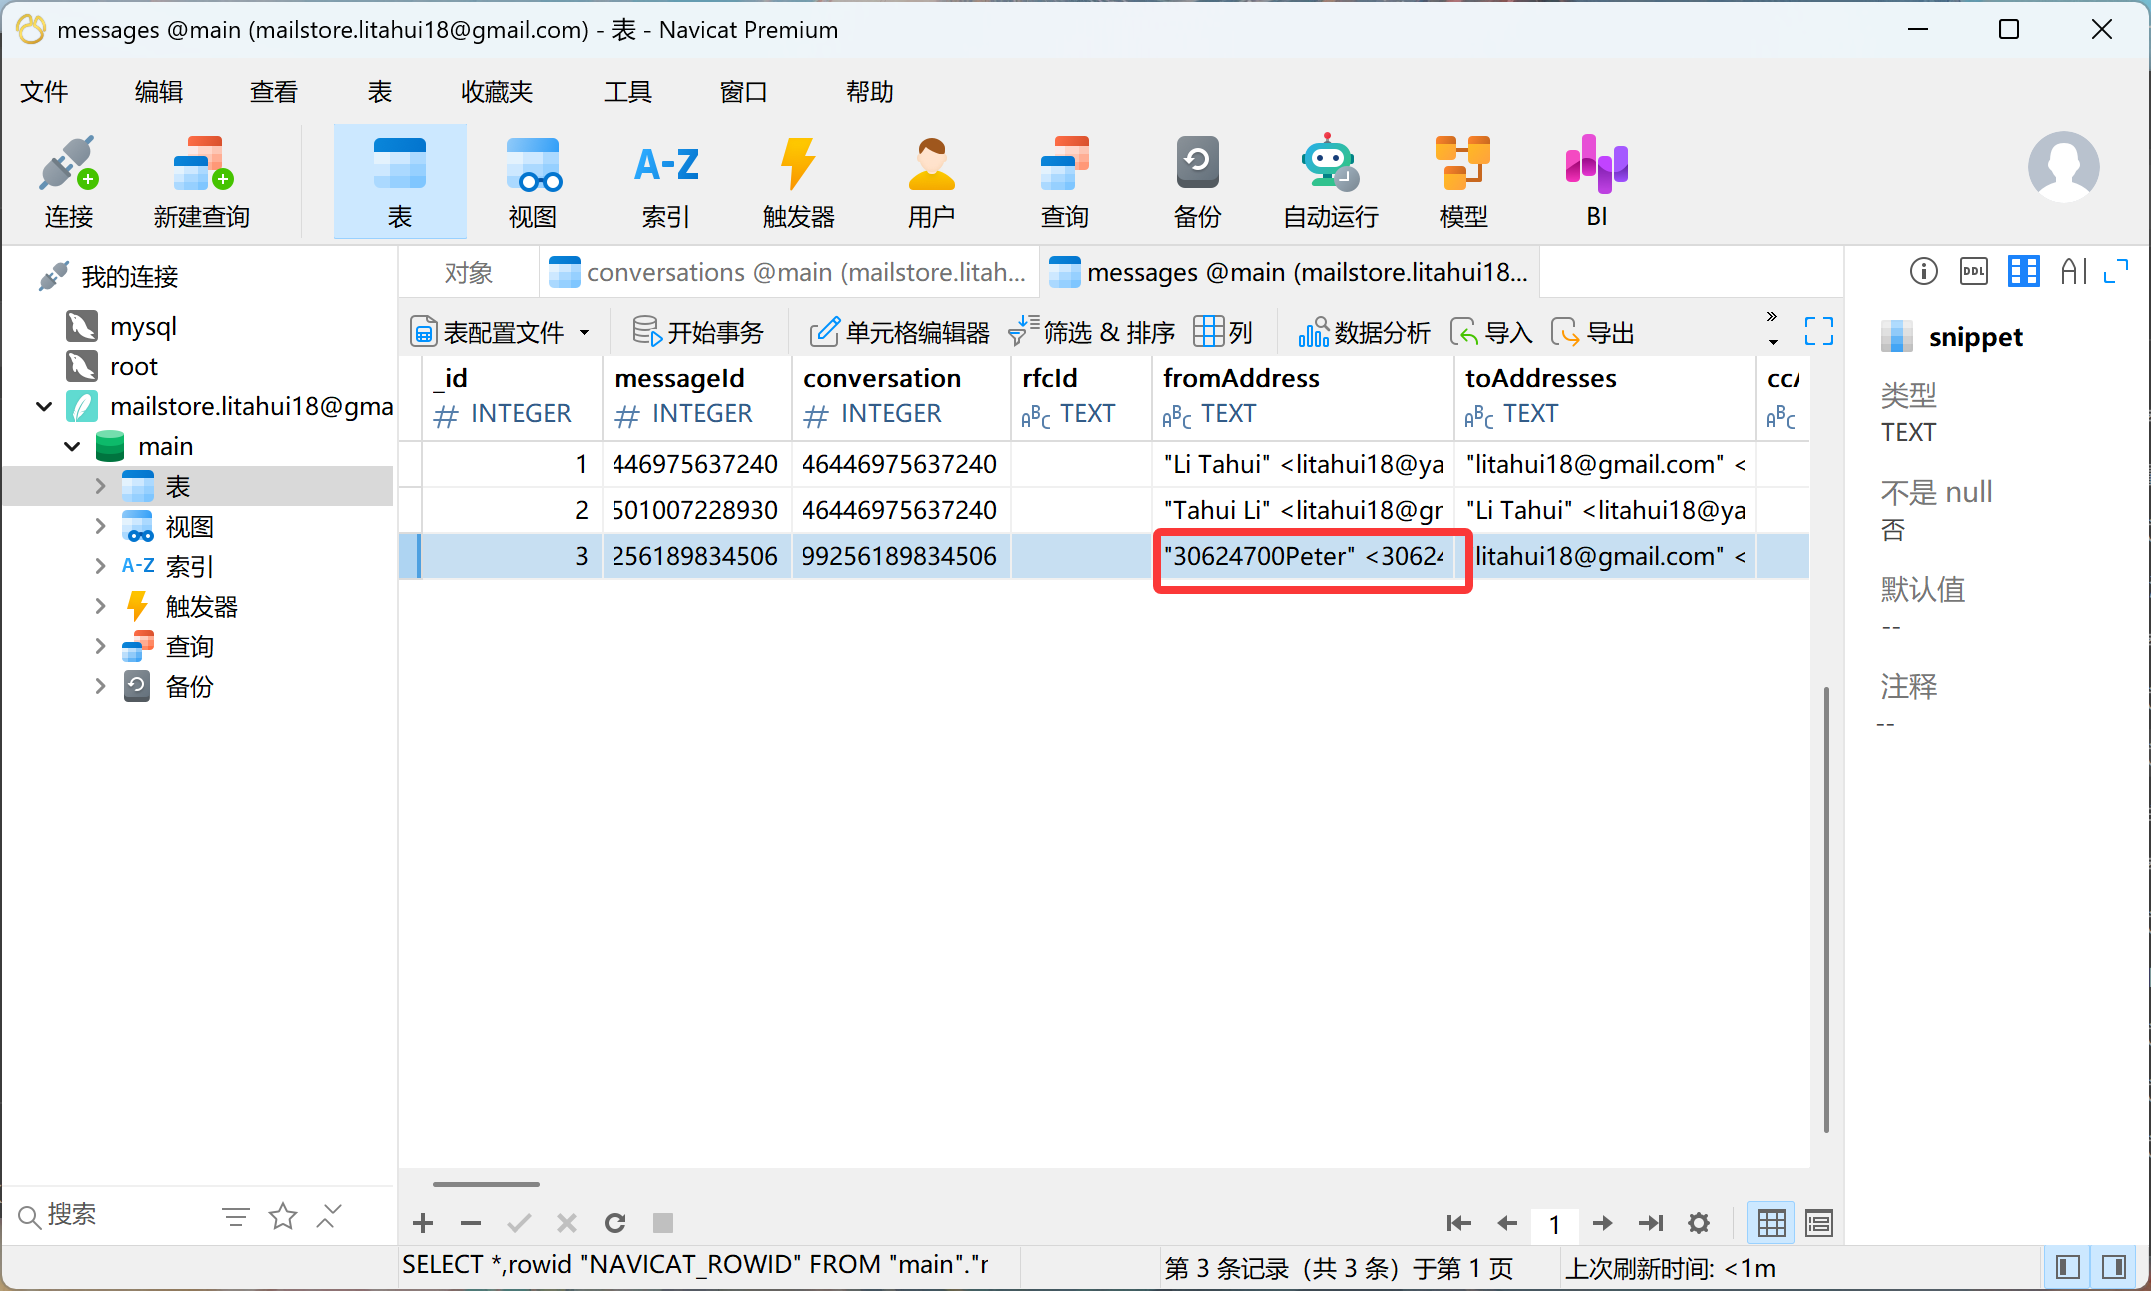 messages @main (mailstore.litahui18@gmail.com) - 表 - Navicat Premium
文件 编辑 查看 表 收藏夹 工具 窗口 帮助
连接 新建查询 表 视图 A-Z 索引 触发器 用户 查询 备份 自动运行 模型 BI
我的连接
mysql
root
mailstore.litahui18@gma
main
表
视图
A-Z 索引
触发器
查询
备份
搜索
对象 conversations @main (mailstore.litah... messages @main (mailstore.litahui18...
表配置文件 开始事务 单元格编辑器 筛选 & 排序 列 数据分析 导入 导出
_id messageId conversation rfcId fromAddress toAddresses ccA
# INTEGER # INTEGER # INTEGER ABC TEXT ABC TEXT ABC TEXT ABC
1 446975637240 46446975637240 "Li Tahui" <litahui18@ya "litahui18@gmail.com" <
2 501007228930 46446975637240 "Tahui Li" <litahui18@gr "Li Tahui" <litahui18@ya
3 256189834506 99256189834506 "30624700Peter" <30624 litahui18@gmail.com" <
1
SELECT *,rowid "NAVICAT_ROWID" FROM "main"."r
第 3 条记录 (共 3 条) 于第 1 页
上次刷新时间: <1m
DDL
AI
snippet
类型
TEXT
不是 null
否
默认值
--
注释
--